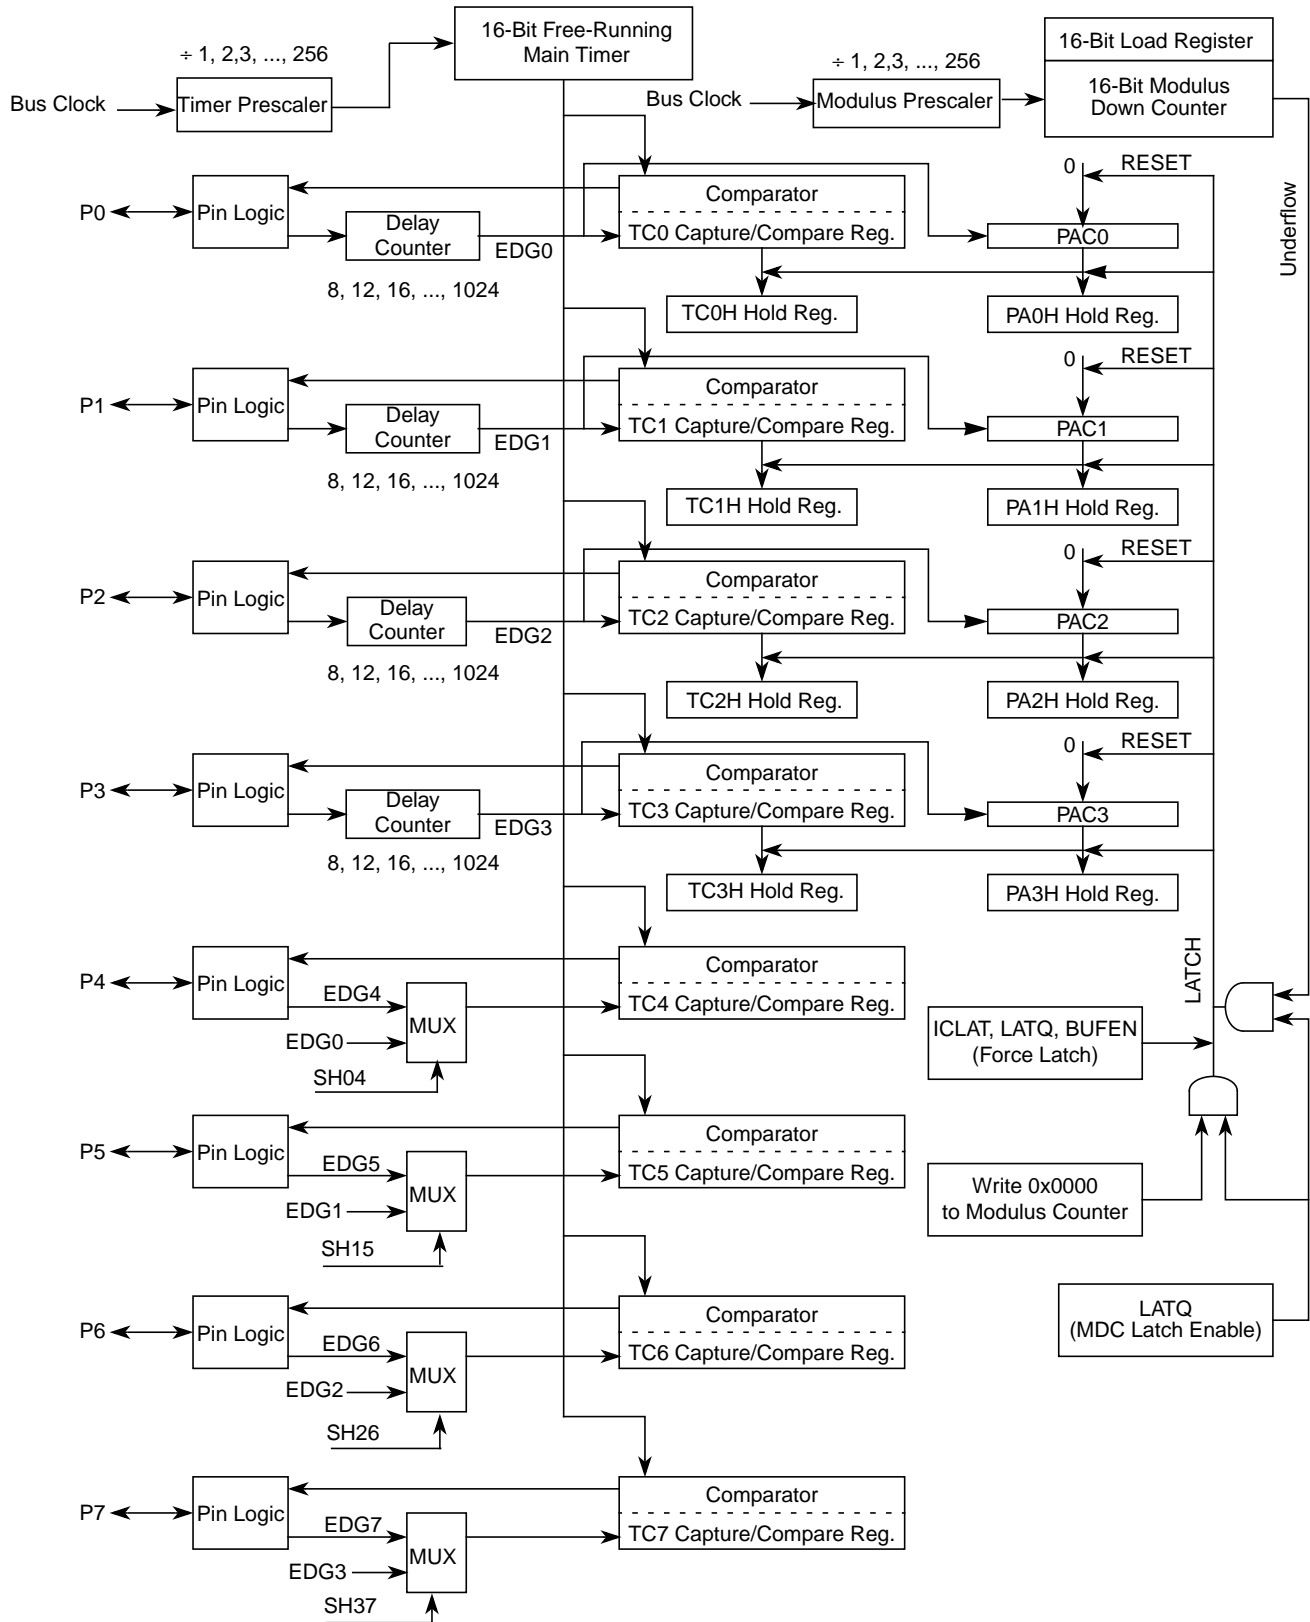 16-Bit Free-Running
Main Timer
÷ 1, 2,3, ..., 256
Bus Clock
Timer Prescaler
÷ 1, 2,3, ..., 256
Bus Clock
Modulus Prescaler
16-Bit Load Register
16-Bit Modulus
Down Counter
Underflow
P0
Pin Logic
Delay
Counter
EDG0
8, 12, 16, ..., 1024
Comparator
TC0 Capture/Compare Reg.
TC0H Hold Reg.
0
RESET
PAC0
PA0H Hold Reg.
P1
Pin Logic
Delay
Counter
EDG1
8, 12, 16, ..., 1024
Comparator
TC1 Capture/Compare Reg.
TC1H Hold Reg.
0
RESET
PAC1
PA1H Hold Reg.
P2
Pin Logic
Delay
Counter
EDG2
8, 12, 16, ..., 1024
Comparator
TC2 Capture/Compare Reg.
TC2H Hold Reg.
0
RESET
PAC2
PA2H Hold Reg.
P3
Pin Logic
Delay
Counter
EDG3
8, 12, 16, ..., 1024
Comparator
TC3 Capture/Compare Reg.
TC3H Hold Reg.
0
RESET
PAC3
PA3H Hold Reg.
LATCH
P4
Pin Logic
EDG4
EDG0
MUX
SH04
Comparator
TC4 Capture/Compare Reg.
ICLAT, LATQ, BUFEN
(Force Latch)
P5
Pin Logic
EDG5
EDG1
MUX
SH15
Comparator
TC5 Capture/Compare Reg.
Write 0x0000
to Modulus Counter
P6
Pin Logic
EDG6
EDG2
MUX
SH26
Comparator
TC6 Capture/Compare Reg.
LATQ
(MDC Latch Enable)
P7
Pin Logic
EDG7
EDG3
MUX
SH37
Comparator
TC7 Capture/Compare Reg.